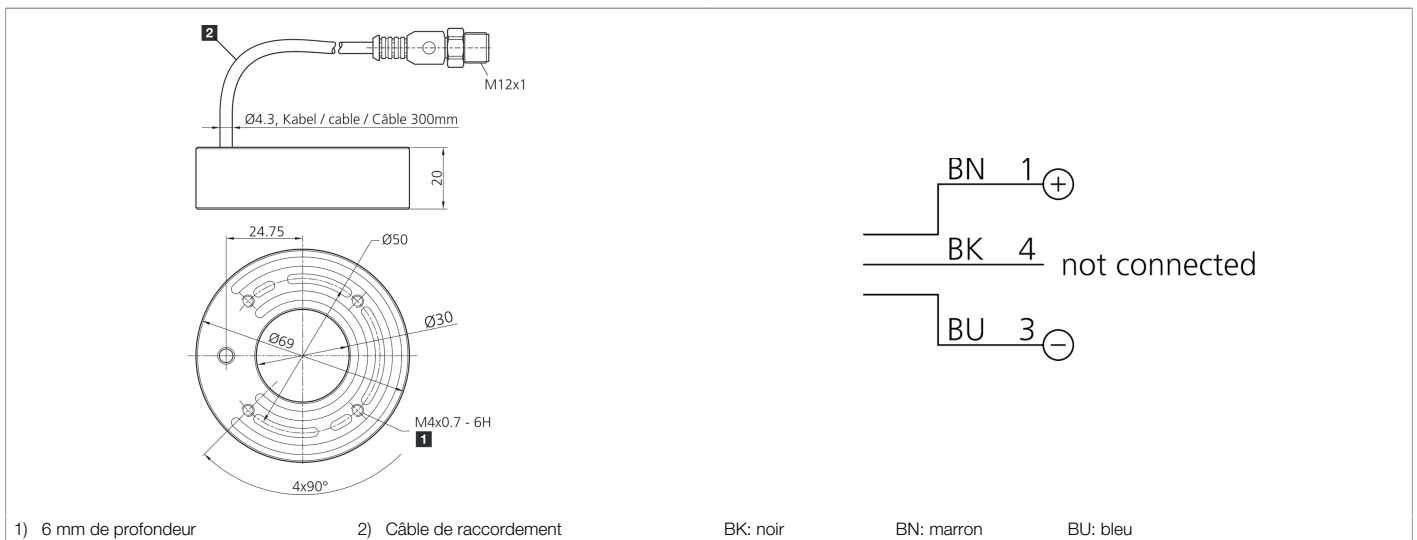 2
M12x1
Ø4.3, Kabel / cable / Câble 300mm
20
24.75
Ø50
Ø30
Ø69
M4x0.7 - 6H
1
4x90°
BN 1 +
BK 4 not connected
BU 3 −
1) 6 mm de profondeur 2) Câble de raccordement BK: noir BN: marron BU: bleu